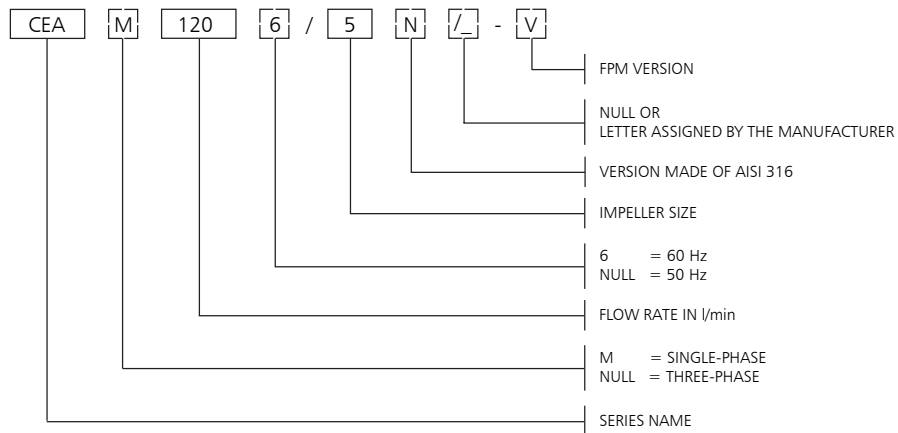 CEA M 120 6 / 5 N /_ - V
FPM VERSION
NULL OR
LETTER ASSIGNED BY THE MANUFACTURER
VERSION MADE OF AISI 316
IMPELLER SIZE
6 = 60 Hz
NULL = 50 Hz
FLOW RATE IN l/min
M = SINGLE-PHASE
NULL = THREE-PHASE
SERIES NAME